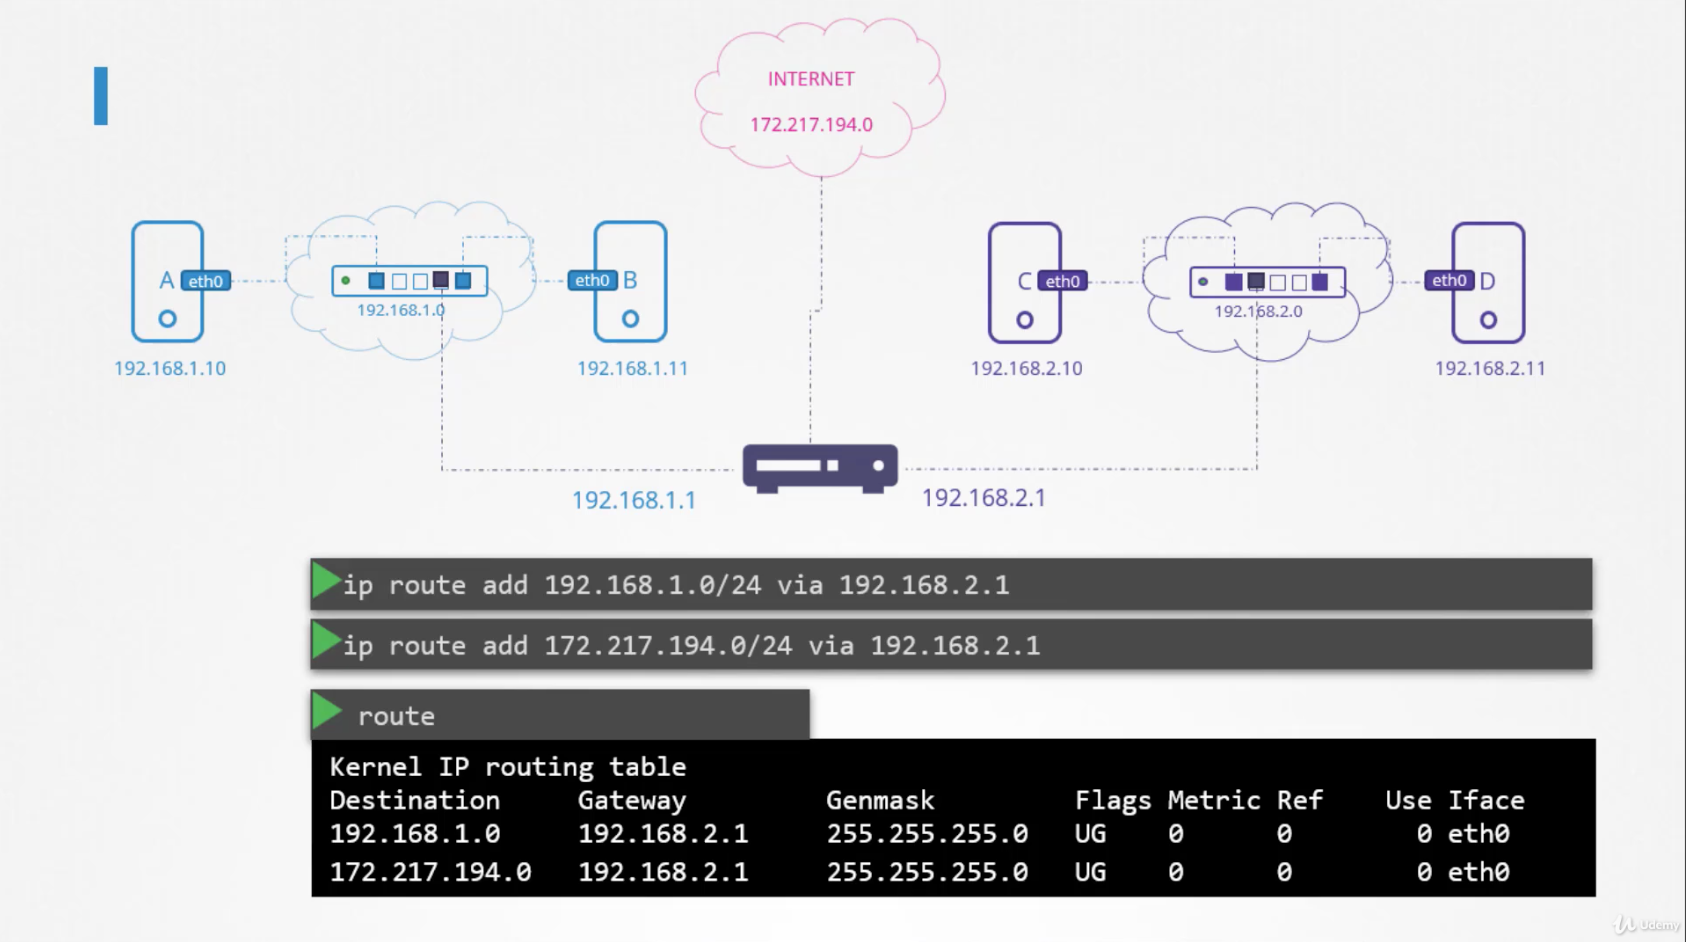 INTERNET
172.217.194.0
A eth0
192.168.1.0
eth0 B
C eth0
192.168.2.0
eth0 D
192.168.1.10
192.168.1.11
192.168.2.10
192.168.2.11
192.168.1.1
192.168.2.1
ip route add 192.168.1.0/24 via 192.168.2.1
ip route add 172.217.194.0/24 via 192.168.2.1
route
Kernel IP routing table
Destination Gateway Genmask Flags Metric Ref Use Iface
192.168.1.0 192.168.2.1 255.255.255.0 UG 0 0 0 eth0
172.217.194.0 192.168.2.1 255.255.255.0 UG 0 0 0 eth0
Udemy